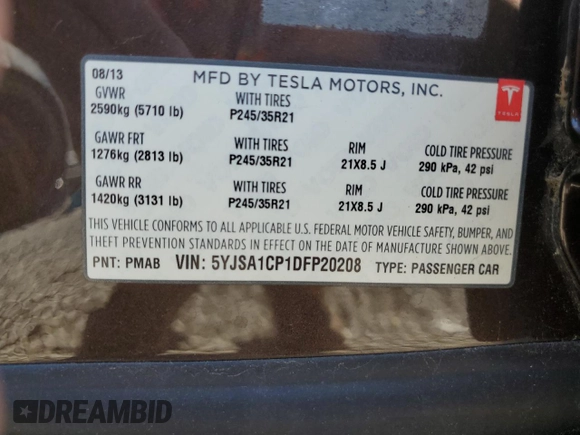 08/13 MFD BY TESLA MOTORS, INC.
GVWR WITH TIRES
2590kg (5710 lb) P245/35R21
TESLA
GAWR FRT WITH TIRES RIM COLD TIRE PRESSURE
1276kg (2813 lb) P245/35R21 21X8.5 J 290 kPa, 42 psi
GAWR RR WITH TIRES RIM COLD TIRE PRESSURE
1420kg (3131 lb) P245/35R21 21X8.5 J 290 kPa, 42 psi
THIS VEHICLE CONFORMS TO ALL APPLICABLE U.S. FEDERAL MOTOR VEHICLE SAFETY, BUMPER, AND
THEFT PREVENTION STANDARDS IN EFFECT ON THE DATE OF MANUFACTURE SHOWN ABOVE.
PNT: PMAB VIN: 5YJSA1CP1DFP20208 TYPE: PASSENGER CAR
DREAMBID